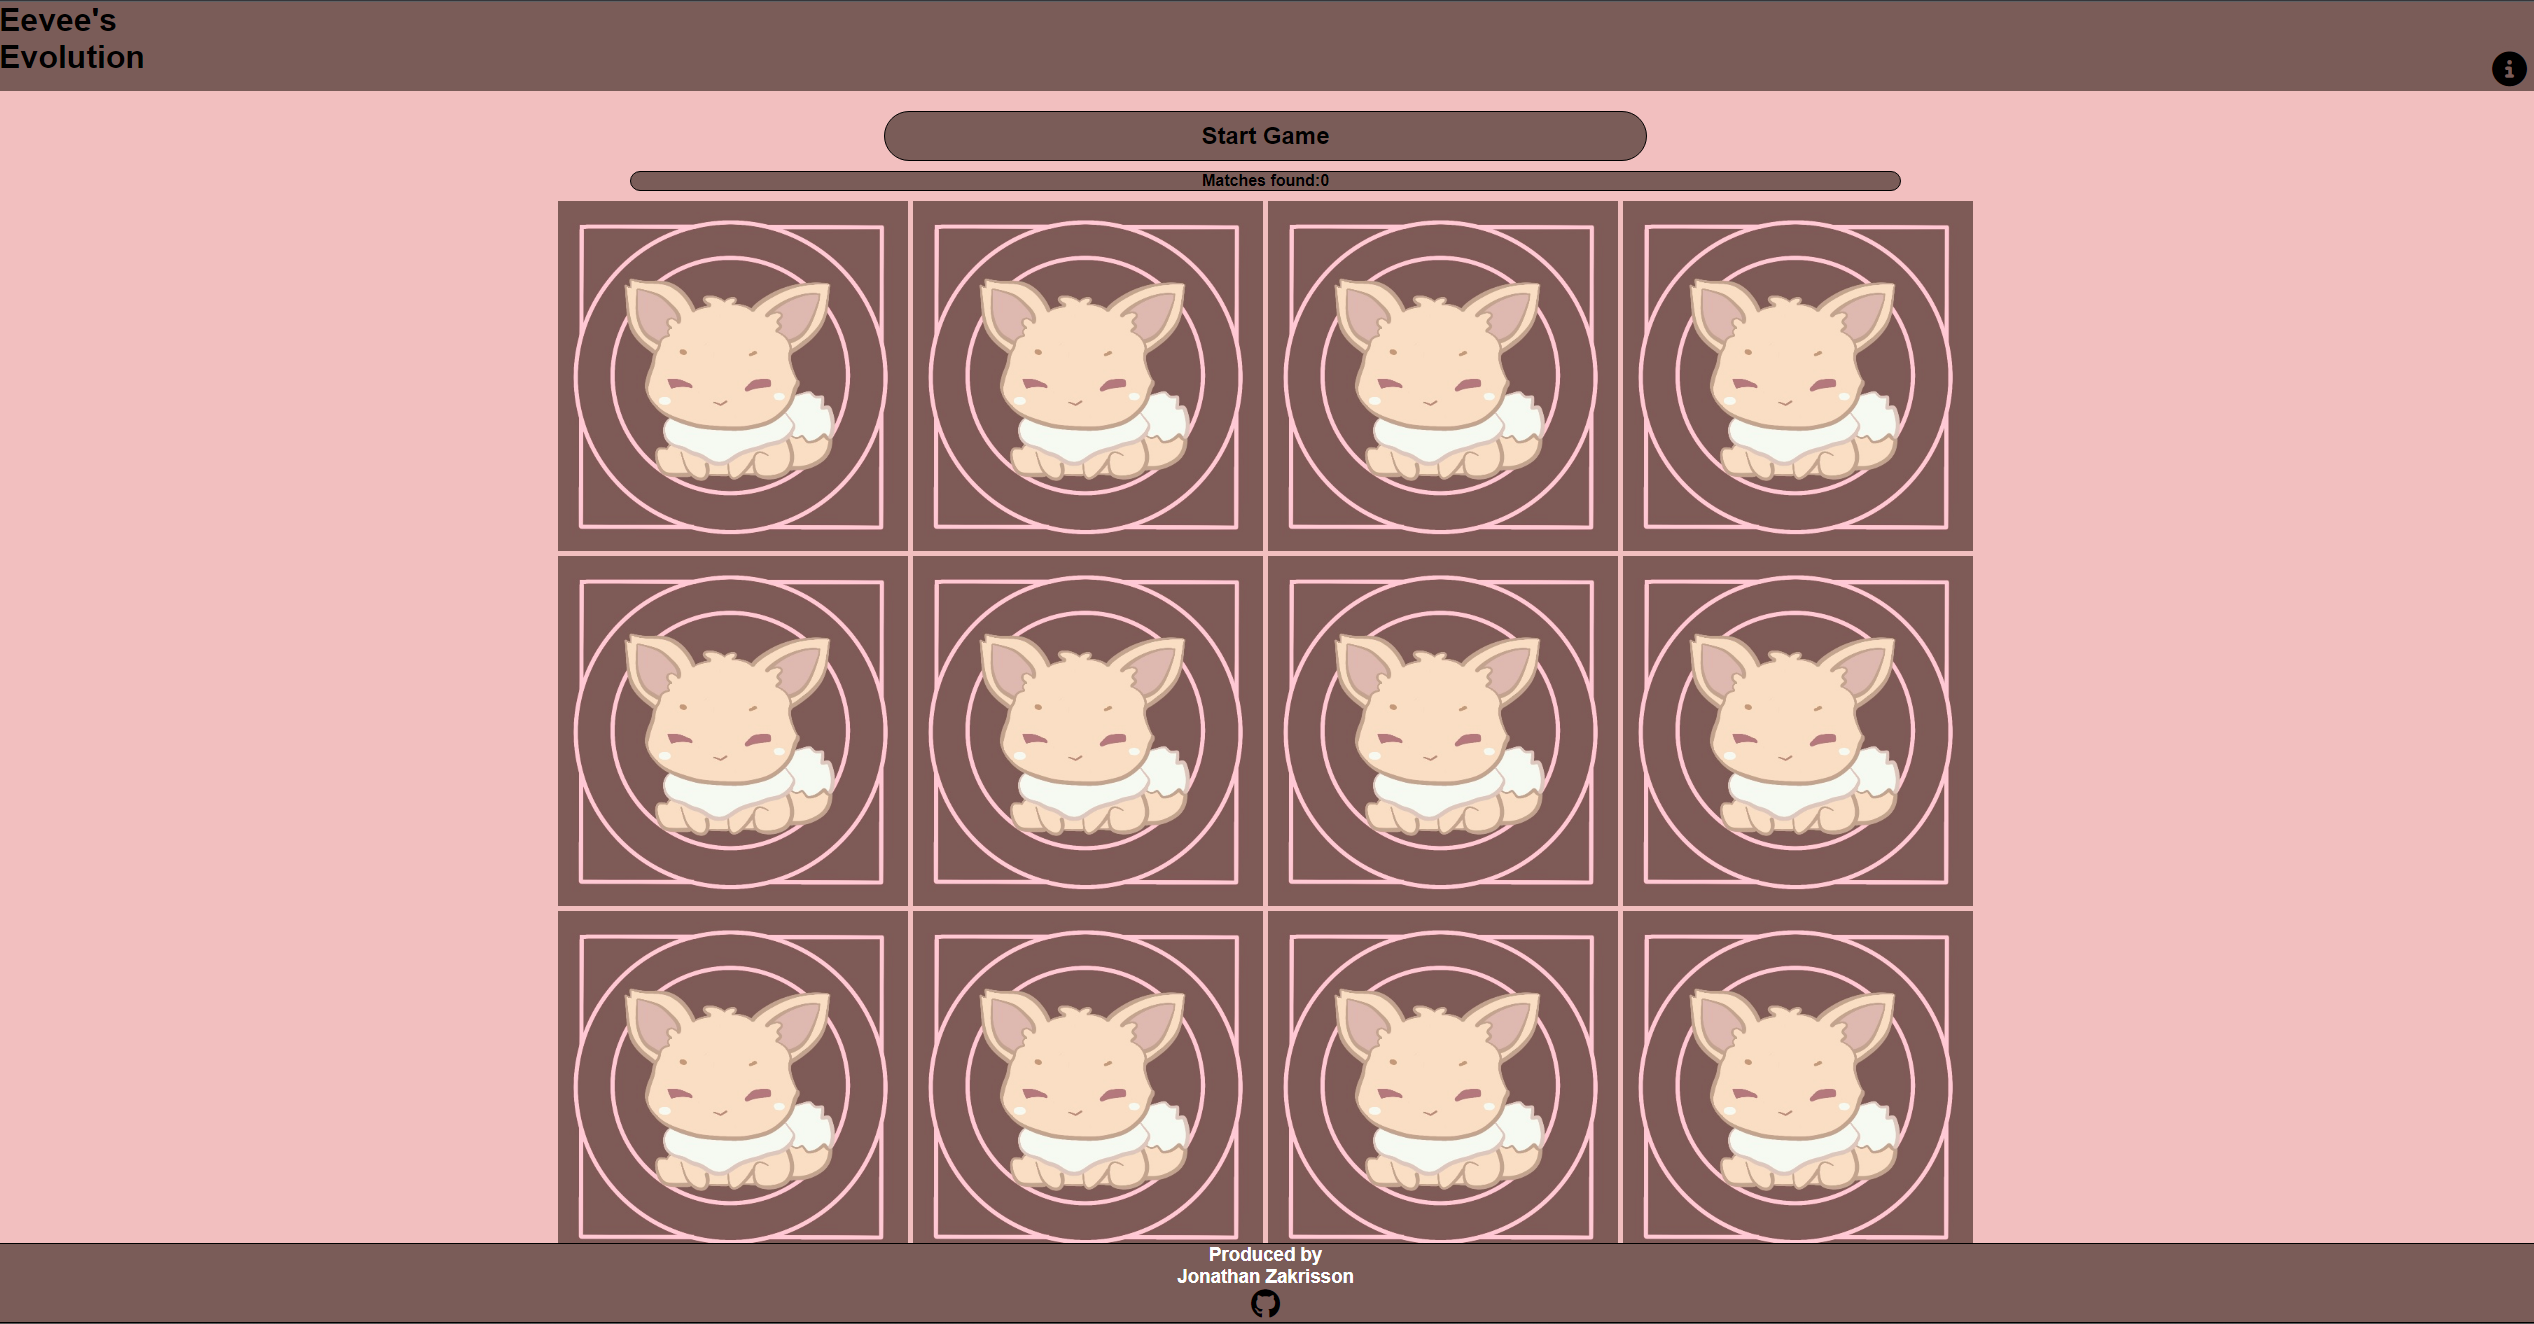 Eevee's
Evolution
Start Game
Matches found:0
Produced by
Jonathan Zakrisson